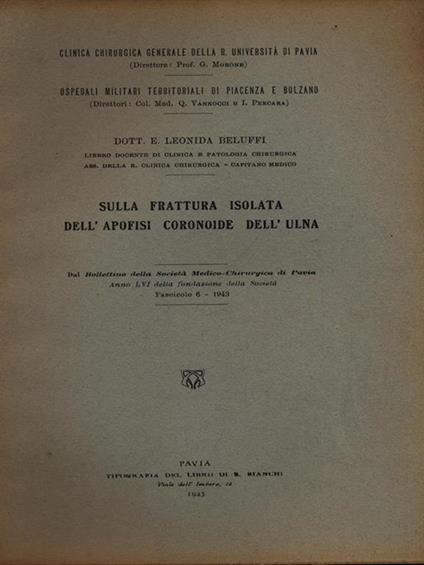 CLINICA CHIRURGICA GENERALE DELLA R. UNIVERSITÀ DI PAVIA
(Direttore: Prof. G. MORONE)
OSPEDALI MILITARI TERRITORIALI DI PIACENZA E BOLZANO
(Direttori: Col. Med. Q. VANNOCCI e I. PERCARA)
DOTT. E. LEONIDA BELUFFI
LIBERO DOCENTE DI CLINICA E PATOLOGIA CHIRURGICA
ASS. DELLA R. CLINICA CHIRURGICA - CAPITANO MEDICO
SULLA FRATTURA ISOLATA
DELL' APOFISI CORONOIDE DELL' ULNA
Dal Bollettino della Società Medico-Chirurgica di Pavia
Anno LVI della fondazione della Società
Fascicolo 6 - 1943
PAVIA
TIPOGRAFIA DEL LIBRO DI S. BIANCHI
Viale dell'
1943